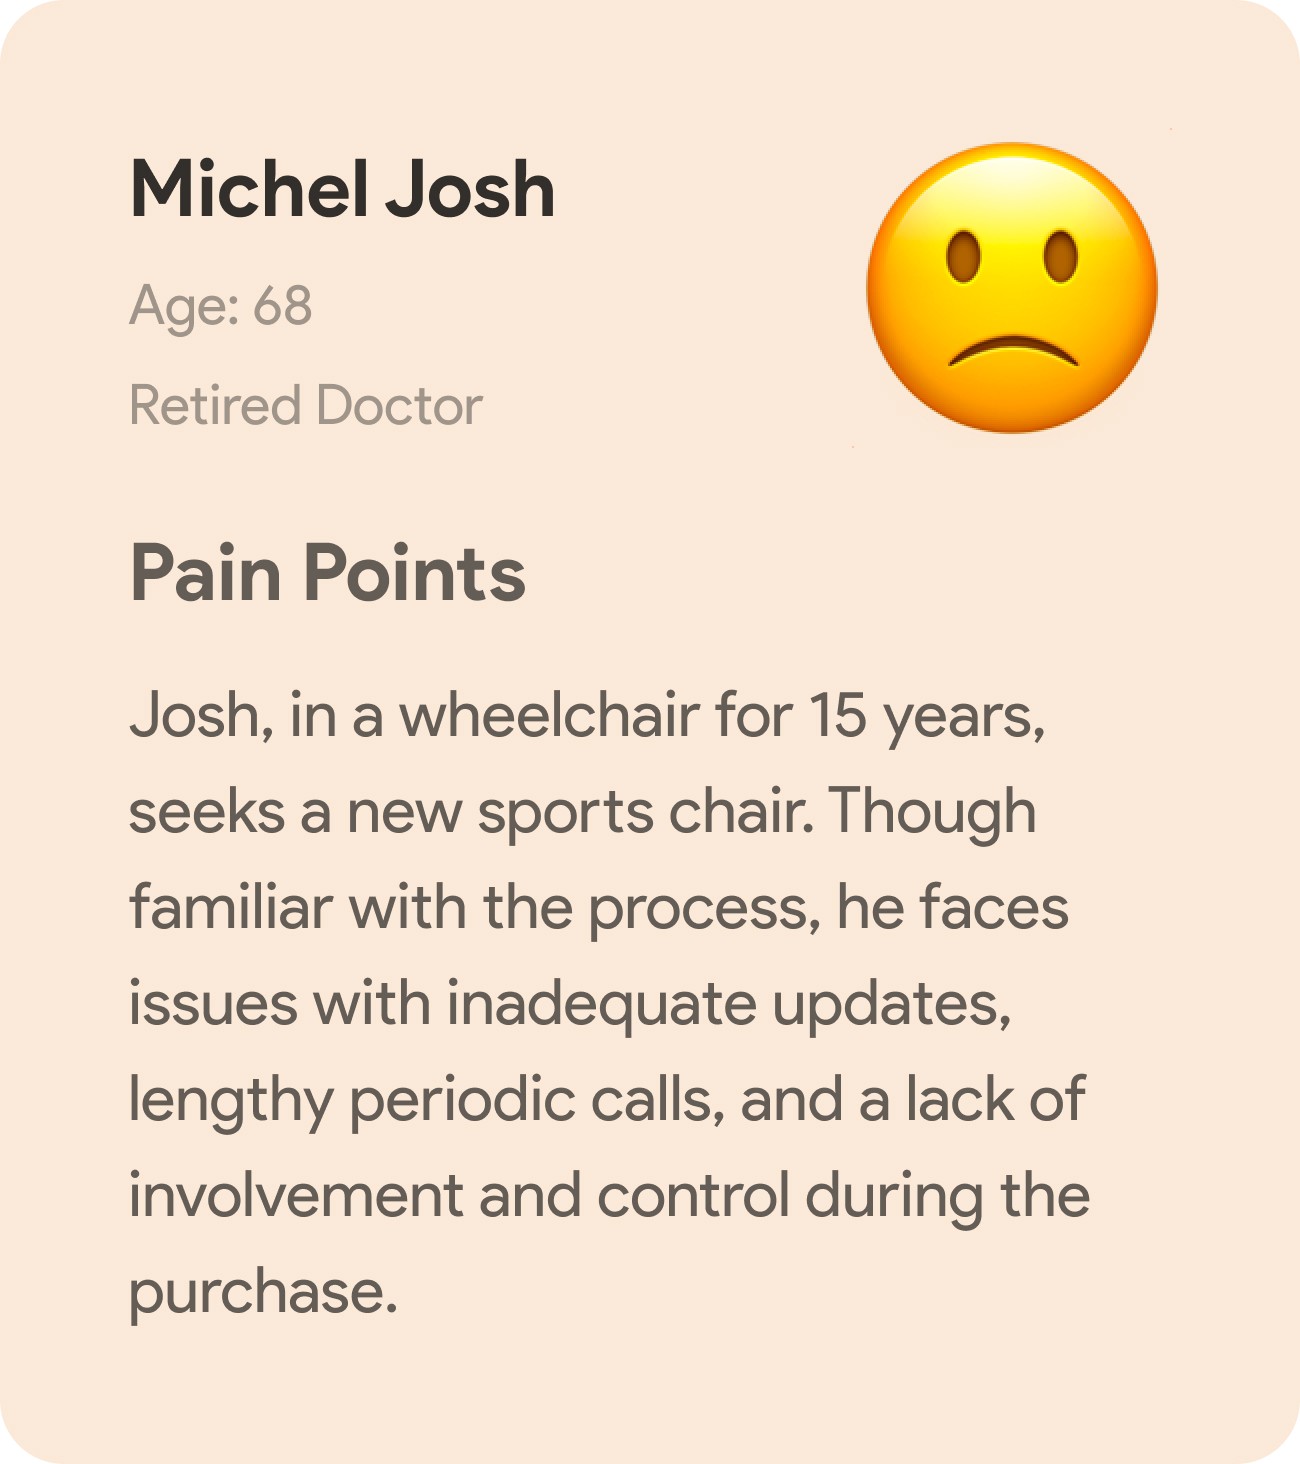 Michel Josh
Age: 68
Retired Doctor
Pain Points
Josh, in a wheelchair for 15 years,
seeks a new sports chair. Though
familiar with the process, he faces
issues with inadequate updates,
lengthy periodic calls, and a lack of
involvement and control during the
purchase.